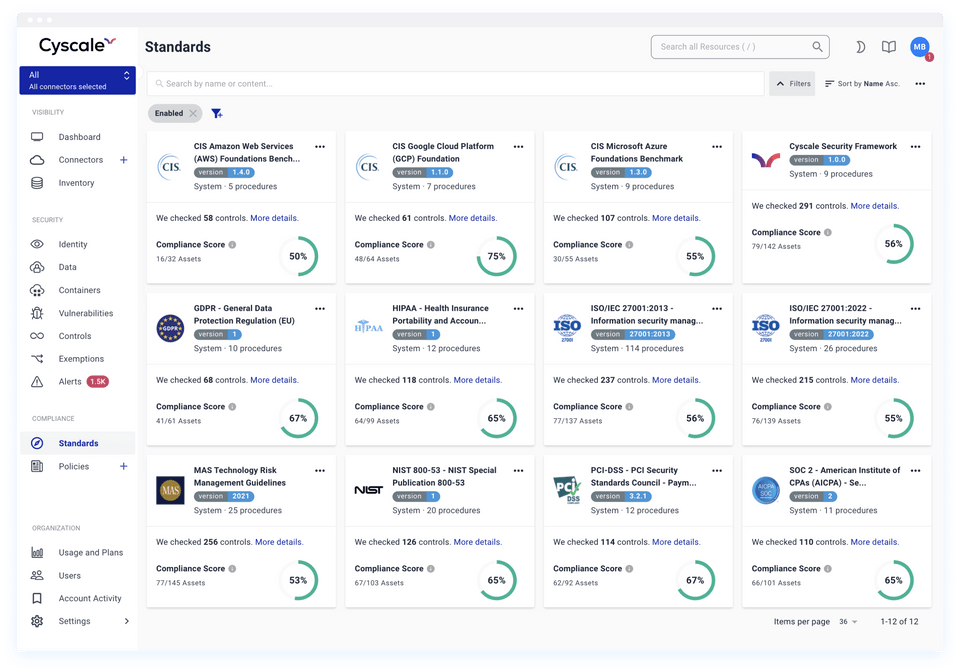 Cyscale
Standards
Search all Resources ( / )
MB
1
All
All connectors selected
VISIBILITY
Dashboard
Connectors
Inventory
SECURITY
Identity
Data
Containers
Vulnerabilities
Controls
Exemptions
Alerts 1.5K
COMPLIANCE
Standards
Policies
ORGANIZATION
Usage and Plans
Users
Account Activity
Settings
Search by name or content...
Filters
Sort by Name Asc.
Enabled
CIS.
CIS Amazon Web Services
(AWS) Foundations Bench...
version 1.4.0
System · 5 procedures
We checked 58 controls. More details.
Compliance Score
16/32 Assets
50%
CIS.
CIS Google Cloud Platform
(GCP) Foundation
version 1.1.0
System · 7 procedures
We checked 61 controls. More details.
Compliance Score
48/64 Assets
75%
CIS.
CIS Microsoft Azure
Foundations Benchmark
version 1.3.0
System · 9 procedures
We checked 107 controls. More details.
Compliance Score
30/55 Assets
55%
Cyscale Security Framework
version 1.0.0
System · 9 procedures
We checked 291 controls. More details.
Compliance Score
79/142 Assets
56%
GDPR
GDPR - General Data
Protection Regulation (EU)
version 1
System · 10 procedures
We checked 68 controls. More details.
Compliance Score
41/61 Assets
67%
HIPAA
HIPAA - Health Insurance
Portability and Accoun...
version 1
System · 12 procedures
We checked 118 controls. More details.
Compliance Score
64/99 Assets
65%
ISO
27001
ISO/IEC 27001:2013 -
Information security manag...
version 27001:2013
System · 114 procedures
We checked 237 controls. More details.
Compliance Score
77/137 Assets
56%
ISO
27001
ISO/IEC 27001:2022 -
Information security manag...
version 27001:2022
System · 26 procedures
We checked 215 controls. More details.
Compliance Score
76/139 Assets
55%
MAS
MAS Technology Risk
Management Guidelines
version 2021
System · 25 procedures
We checked 256 controls. More details.
Compliance Score
77/145 Assets
53%
NIST
NIST 800-53 - NIST Special
Publication 800-53
version 1
System · 20 procedures
We checked 126 controls. More details.
Compliance Score
67/103 Assets
65%
PCI
DSS
PCI-DSS - PCI Security
Standards Council - Paym...
version 3.2.1
System · 12 procedures
We checked 114 controls. More details.
Compliance Score
62/92 Assets
67%
AICPA
SOC
SOC 2 - American Institute of
CPAs (AICPA) - Se...
version 2
System · 11 procedures
We checked 110 controls. More details.
Compliance Score
66/101 Assets
65%
Items per page 36 1-12 of 12